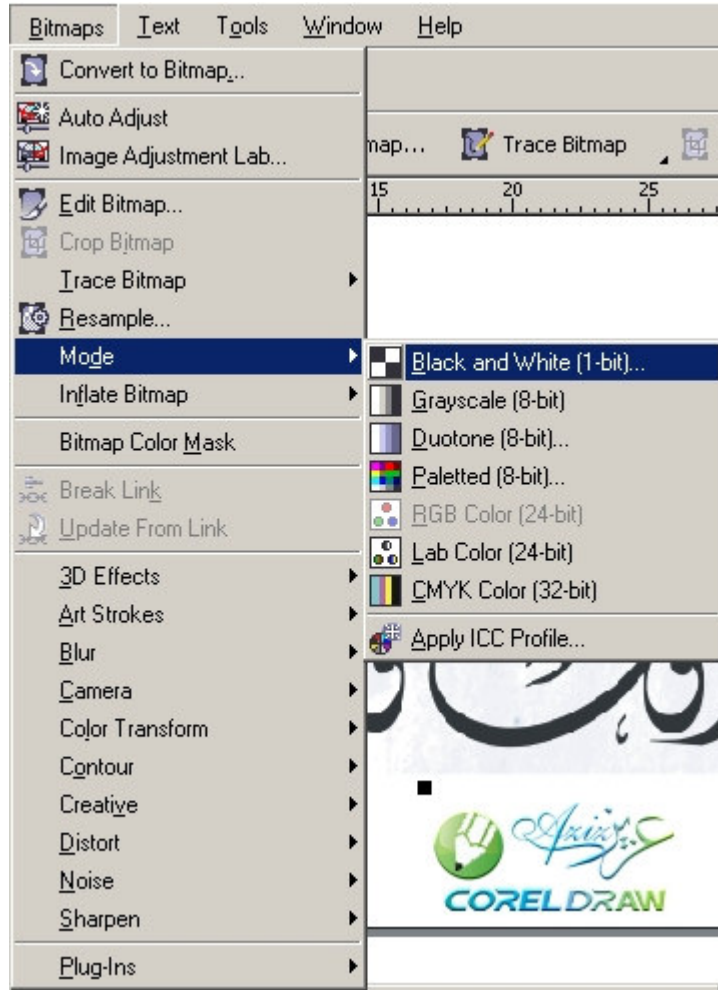 Bitmaps Text Tools Window Help
Convert to Bitmap...
Auto Adjust
Image Adjustment Lab...
map... Trace Bitmap
15 20 25
Edit Bitmap...
Crop Bitmap
Trace Bitmap
Resample...
Mode
Inflate Bitmap
Bitmap Color Mask
Break Link
Update From Link
3D Effects
Art Strokes
Blur
Camera
Color Transform
Contour
Creative
Distort
Noise
Sharpen
Plug-Ins
Black and White (1-bit)...
Grayscale (8-bit)
Duotone (8-bit)...
Paletted (8-bit)...
RGB Color (24-bit)
Lab Color (24-bit)
CMYK Color (32-bit)
Apply ICC Profile...
COREL DRAW